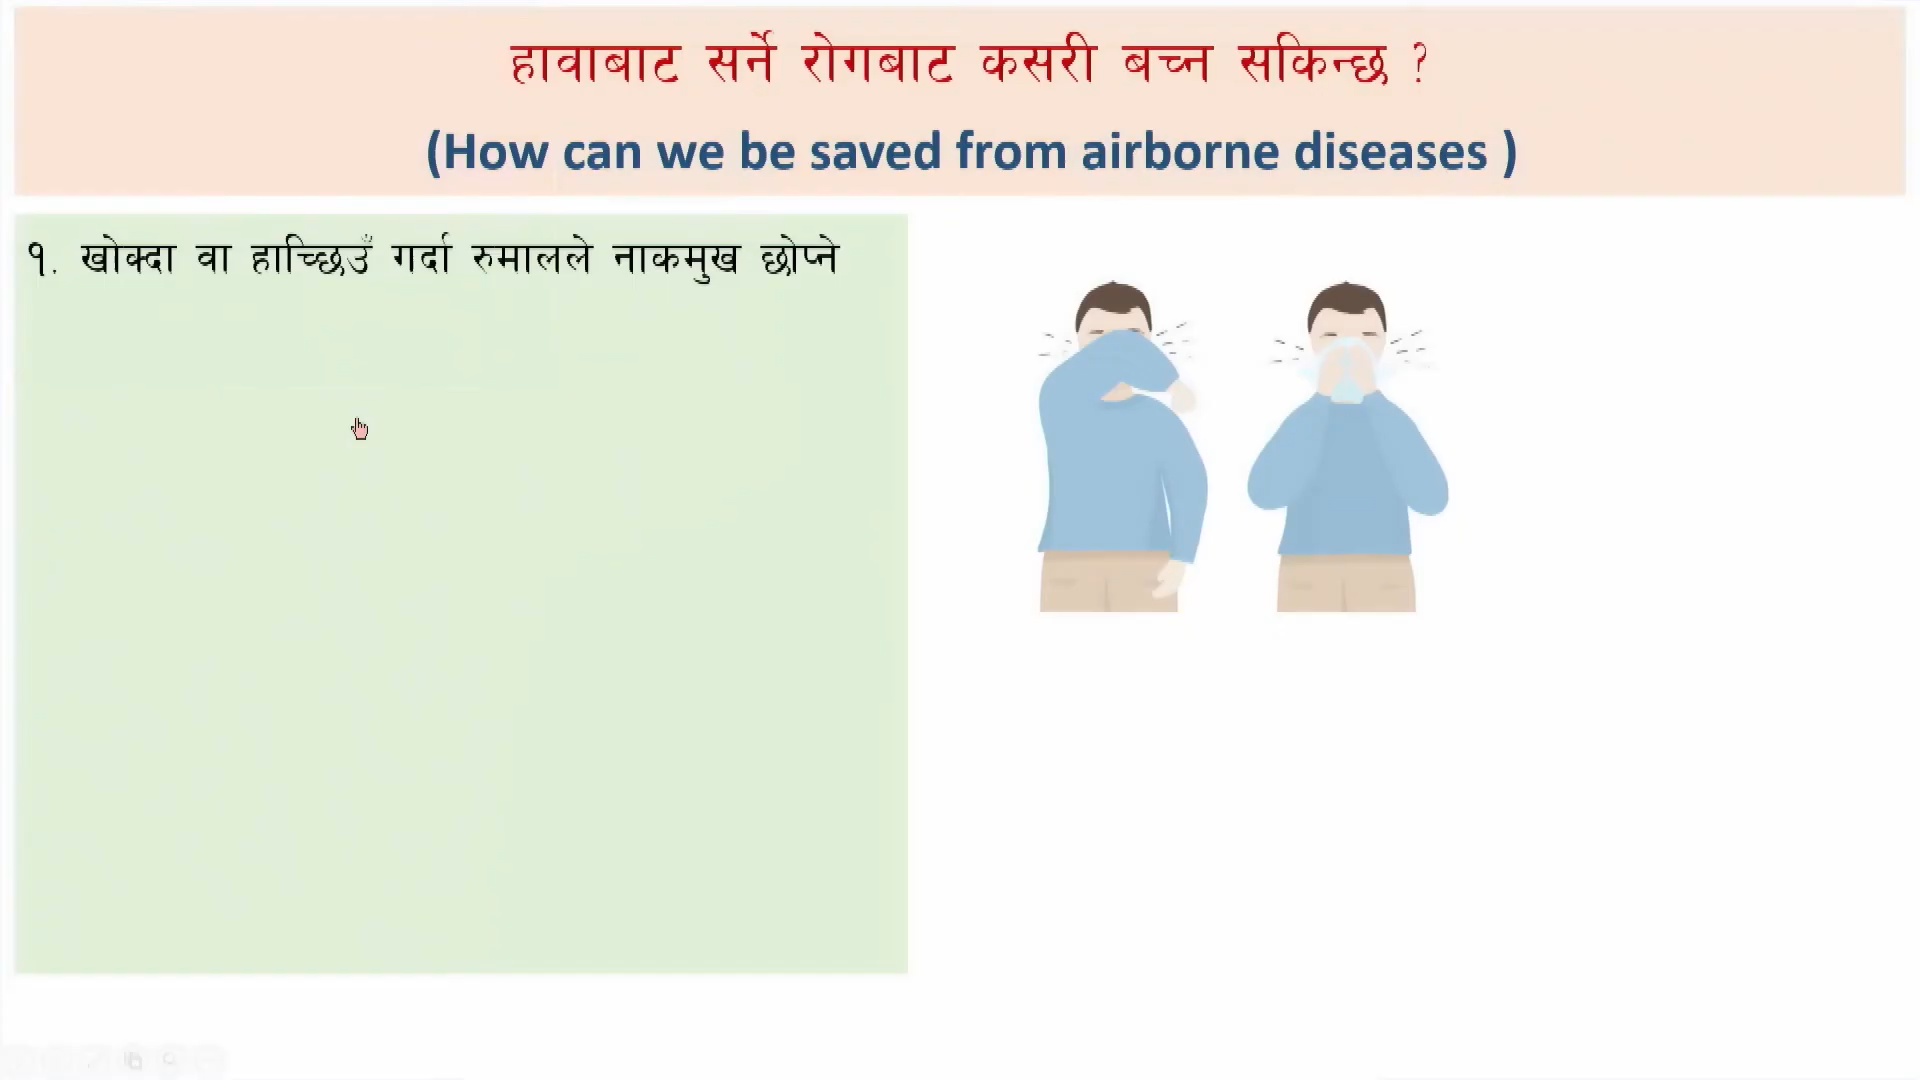 हावाबाट सर्ने रोगबाट कसरी बच्न सकिन्छ ?
(How can we be saved from airborne diseases )
१. खोक्दा वा हाच्छिउँ गर्दा रुमालले नाकमुख छोप्ने